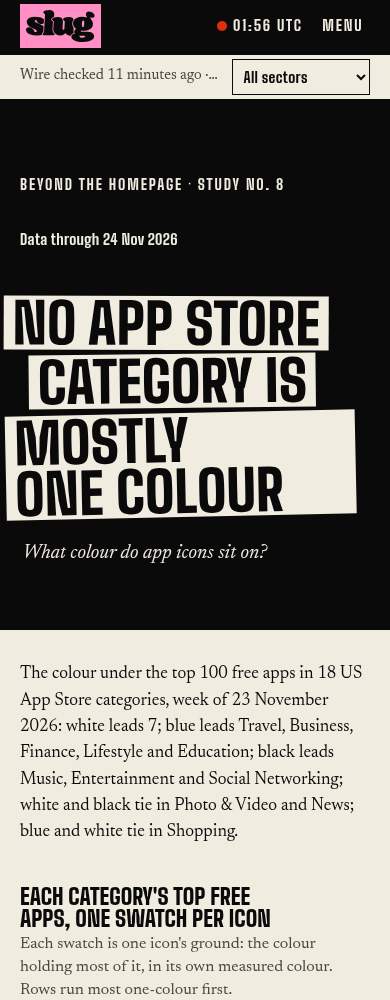 slug
01:56 UTC MENU
Wire checked 11 minutes ago ·…
All sectors
BEYOND THE HOMEPAGE · STUDY NO. 8
Data through 24 Nov 2026
NO APP STORE
CATEGORY IS
MOSTLY
ONE COLOUR
What colour do app icons sit on?
The colour under the top 100 free apps in 18 US
App Store categories, week of 23 November
2026: white leads 7; blue leads Travel, Business,
Finance, Lifestyle and Education; black leads
Music, Entertainment and Social Networking;
white and black tie in Photo & Video and News;
blue and white tie in Shopping.
EACH CATEGORY'S TOP FREE
APPS, ONE SWATCH PER ICON
Each swatch is one icon's ground: the colour
holding most of it, in its own measured colour.
Rows run most one-colour first.